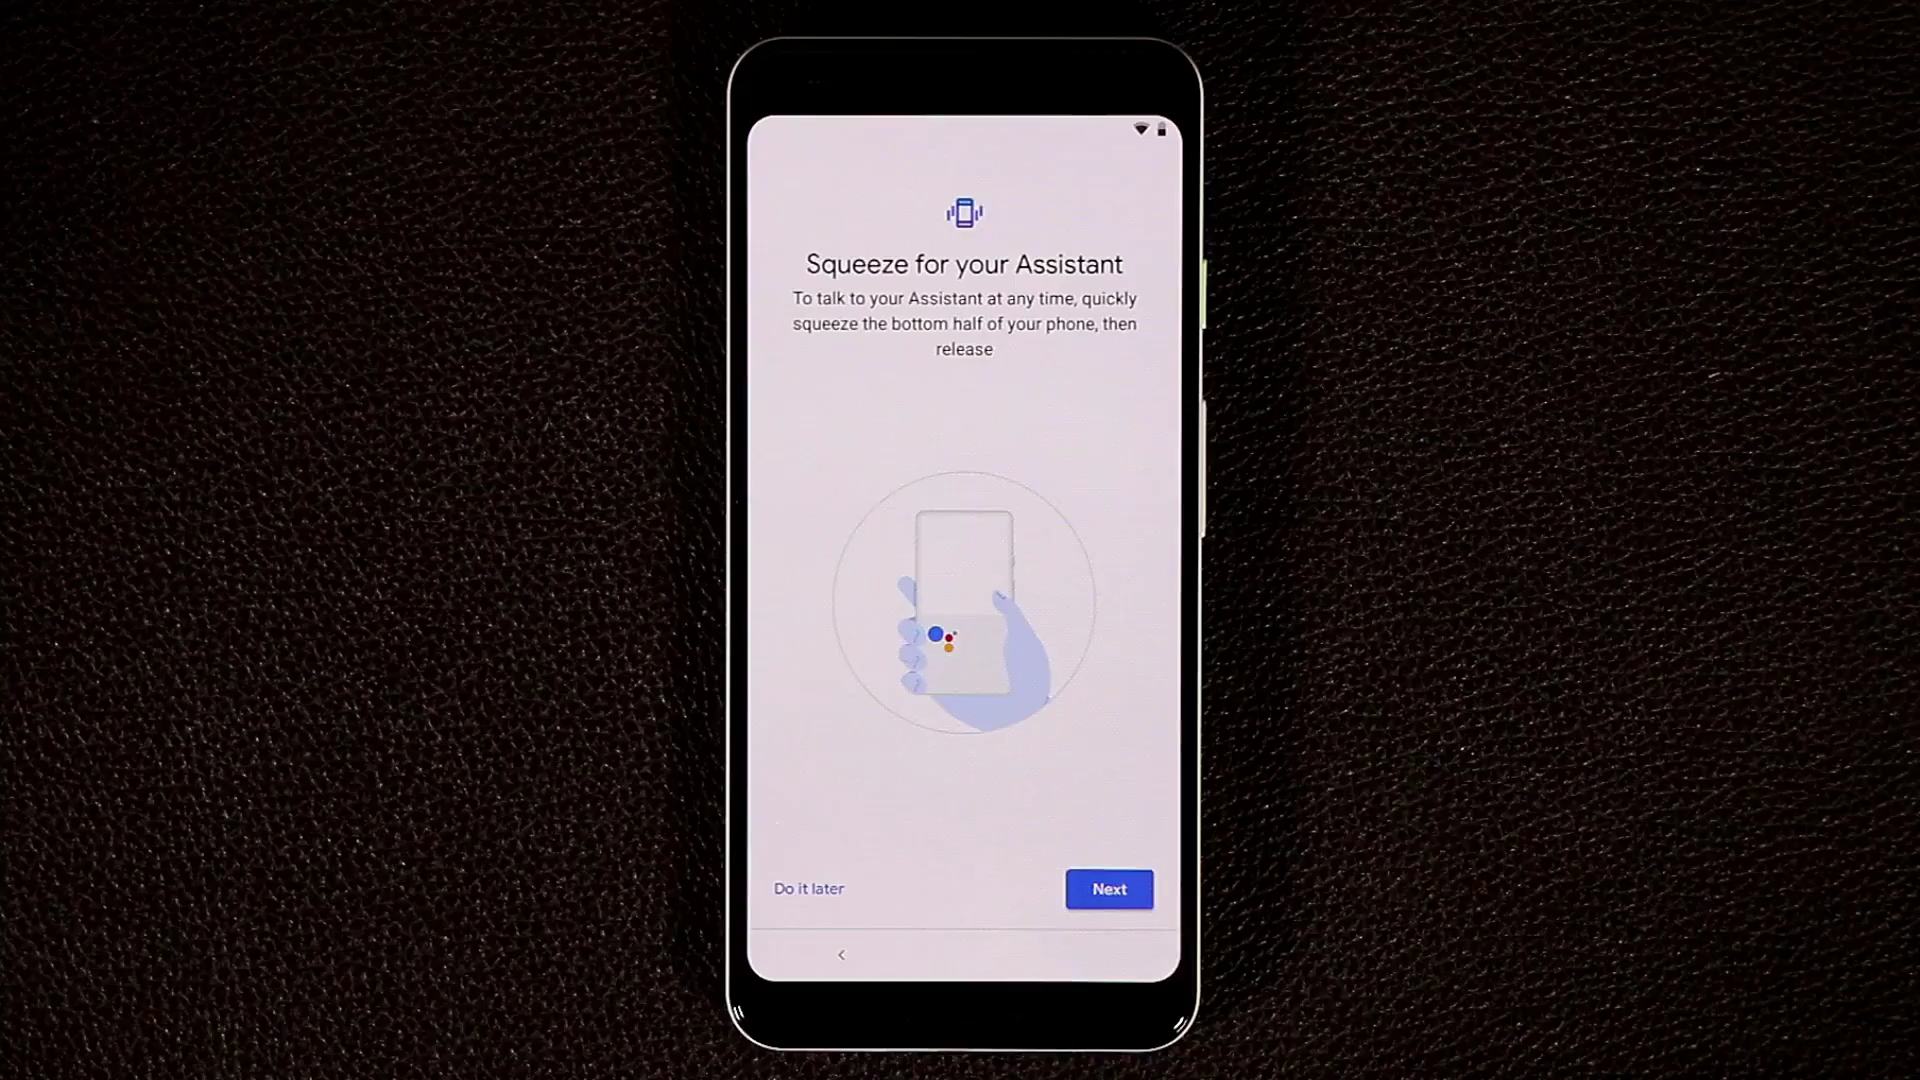 Squeeze for your Assistant
To talk to your Assistant at any time, quickly
squeeze the bottom half of your phone, then
release
Do it later
Next